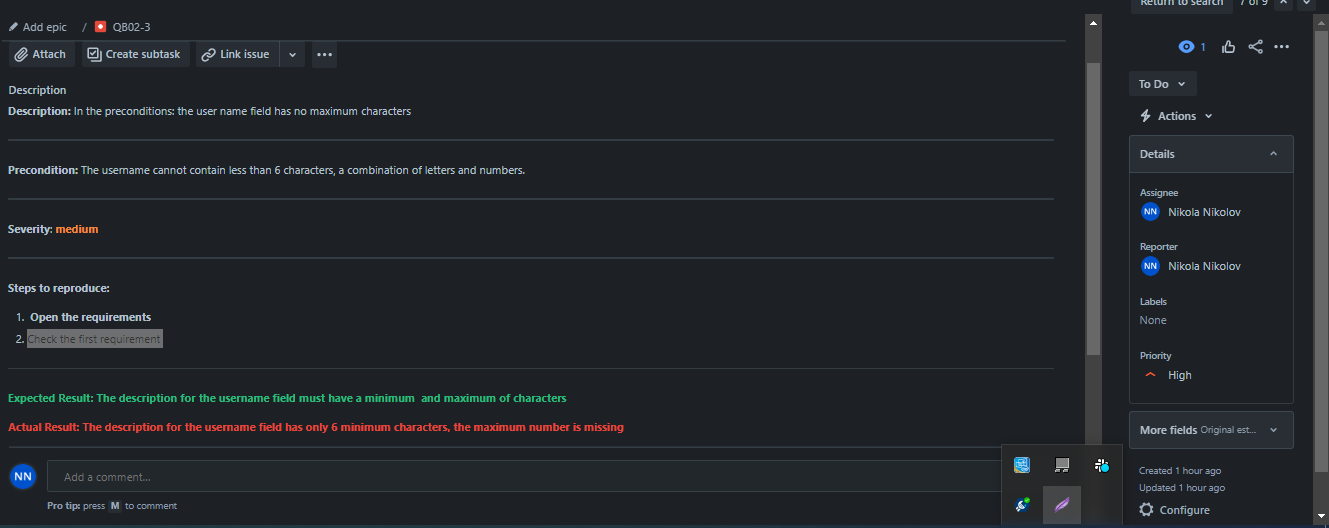 Return to search 7 of 9
Add epic / QB02-3
Attach Create subtask Link issue
1
Description
Description: In the preconditions: the user name field has no maximum characters
Precondition: The username cannot contain less than 6 characters, a combination of letters and numbers.
Severity: medium
Steps to reproduce:
1. Open the requirements
2. Check the first requirement
Expected Result: The description for the username field must have a minimum and maximum of characters
Actual Result: The description for the username field has only 6 minimum characters, the maximum number is missing
NN Add a comment...
Pro tip: press M to comment
To Do
Actions
Details
Assignee
NN Nikola Nikolov
Reporter
NN Nikola Nikolov
Labels
None
Priority
High
More fields Original est...
Created 1 hour ago
Updated 1 hour ago
Configure